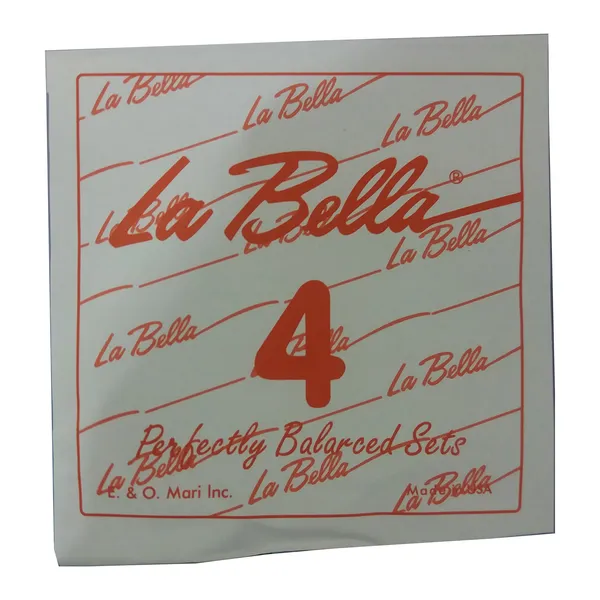 La Bella La Bella La Bella
La Bella®
La Bella La Bella La Bella
4
La Bella La Bella La Bella
Perfectly Balanced Sets
La Bella La Bella La Bella
E. & O. Mari Inc. Made in USA